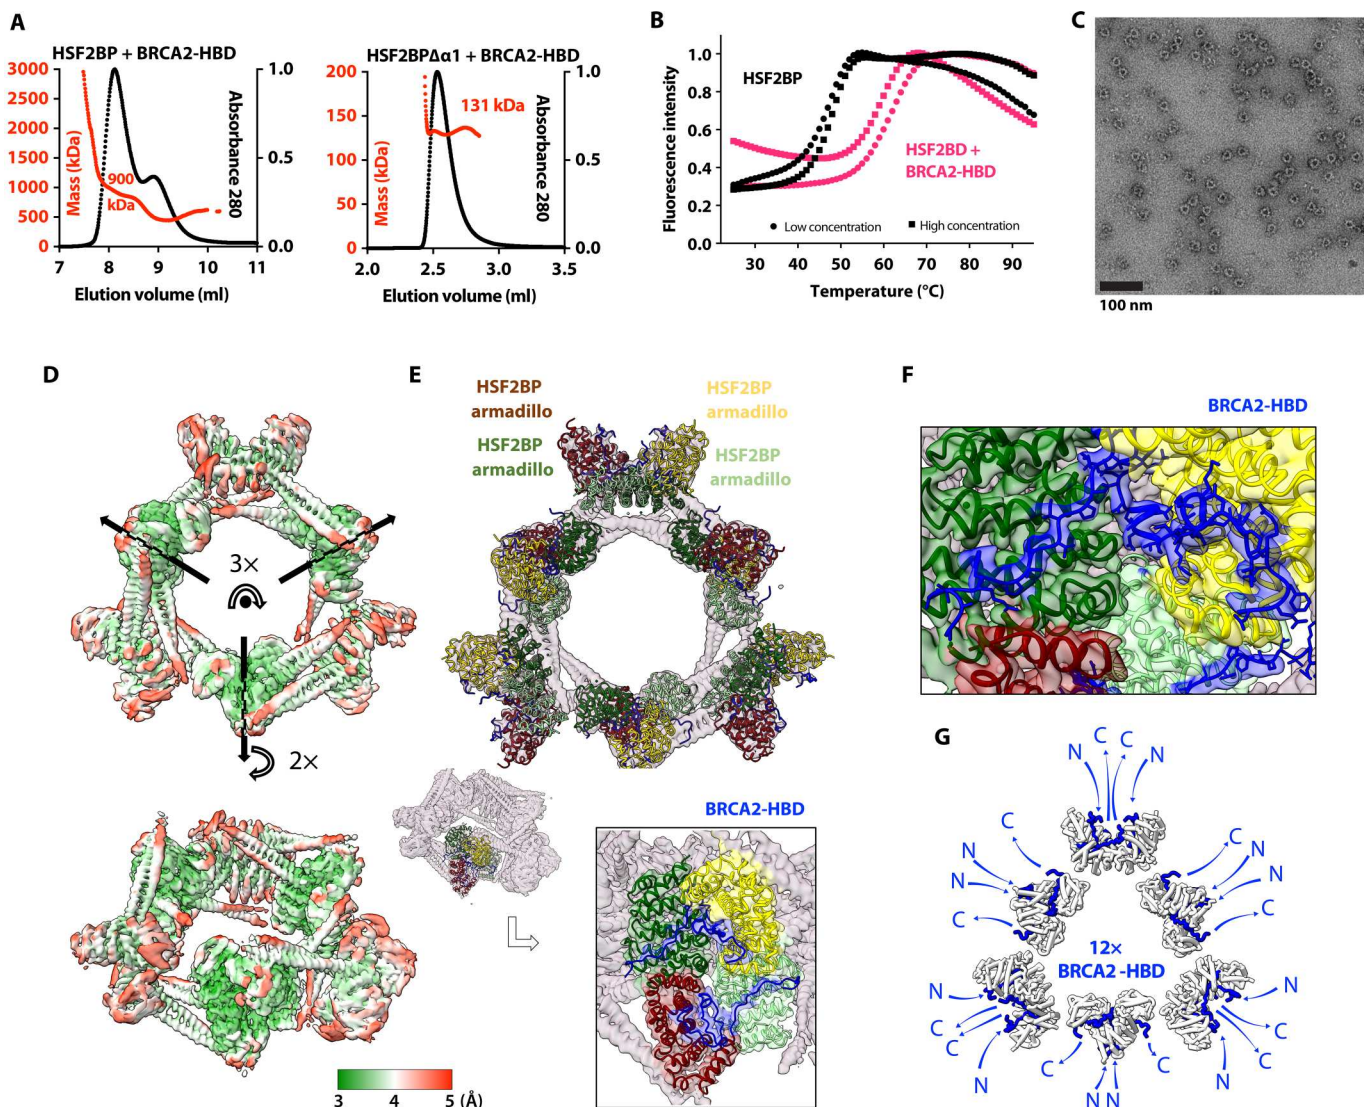 A
HSF2BP + BRCA2-HBD
Mass (kDa)
3000
2500
2000
1500
1000
500
0
900
kDa
1.0
0.5
0.0
Absorbance 280
7 8 9 10 11
Elution volume (ml)
HSF2BPΔα1 + BRCA2-HBD
Mass (kDa)
200
150
100
50
0
131 kDa
1.0
0.5
0.0
Absorbance 280
2.0 2.5 3.0 3.5
Elution volume (ml)
B
Fluorescence intensity
1.0
0.8
0.6
0.4
0.2
0.0
HSF2BP
HSF2BD +
BRCA2-HBD
Low concentration
High concentration
30 40 50 60 70 80 90
Temperature (°C)
C
100 nm
D
3×
2×
3 4 5 (Å)
E
HSF2BP
armadillo
HSF2BP
armadillo
HSF2BP
armadillo
HSF2BP
armadillo
BRCA2-HBD
F
BRCA2-HBD
G
N C C N
C C
N N
N N
C C
12×
BRCA2 -HBD
N N
C C
C C
N C N N C N